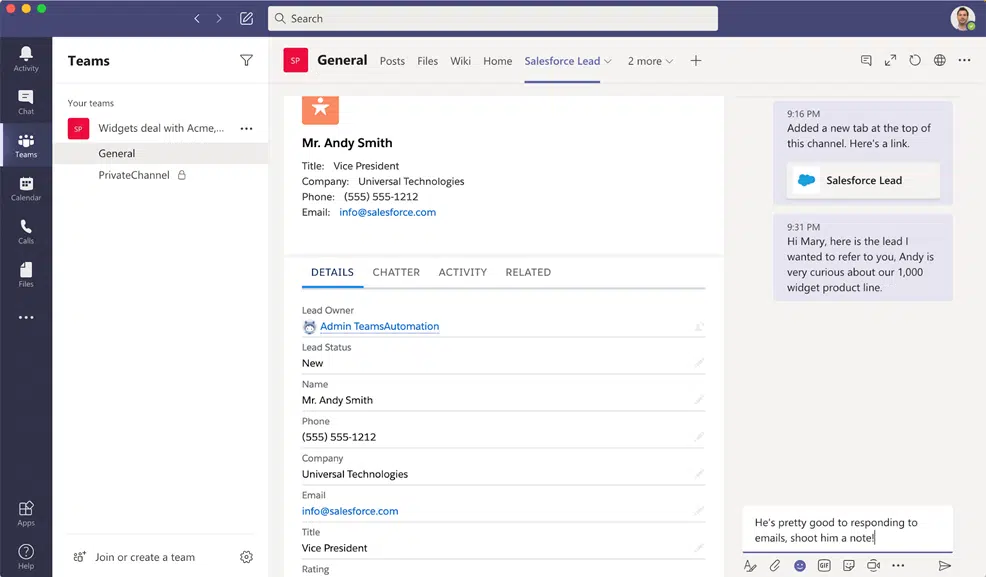 Search
Activity
Chat
Teams
Calendar
Calls
Files
Apps
Help
Teams
Your teams
SP Widgets deal with Acme,...
General
PrivateChannel
Join or create a team
SP General Posts Files Wiki Home Salesforce Lead 2 more
Mr. Andy Smith
Title: Vice President
Company: Universal Technologies
Phone: (555) 555-1212
Email: info@salesforce.com
DETAILS CHATTER ACTIVITY RELATED
Lead Owner
Admin TeamsAutomation
Lead Status
New
Name
Mr. Andy Smith
Phone
(555) 555-1212
Company
Universal Technologies
Email
info@salesforce.com
Title
Vice President
Rating
9:16 PM
Added a new tab at the top of
this channel. Here's a link.
Salesforce Lead
9:31 PM
Hi Mary, here is the lead I
wanted to refer to you, Andy is
very curious about our 1,000
widget product line.
He's pretty good to responding to
emails, shoot him a note!
GIF